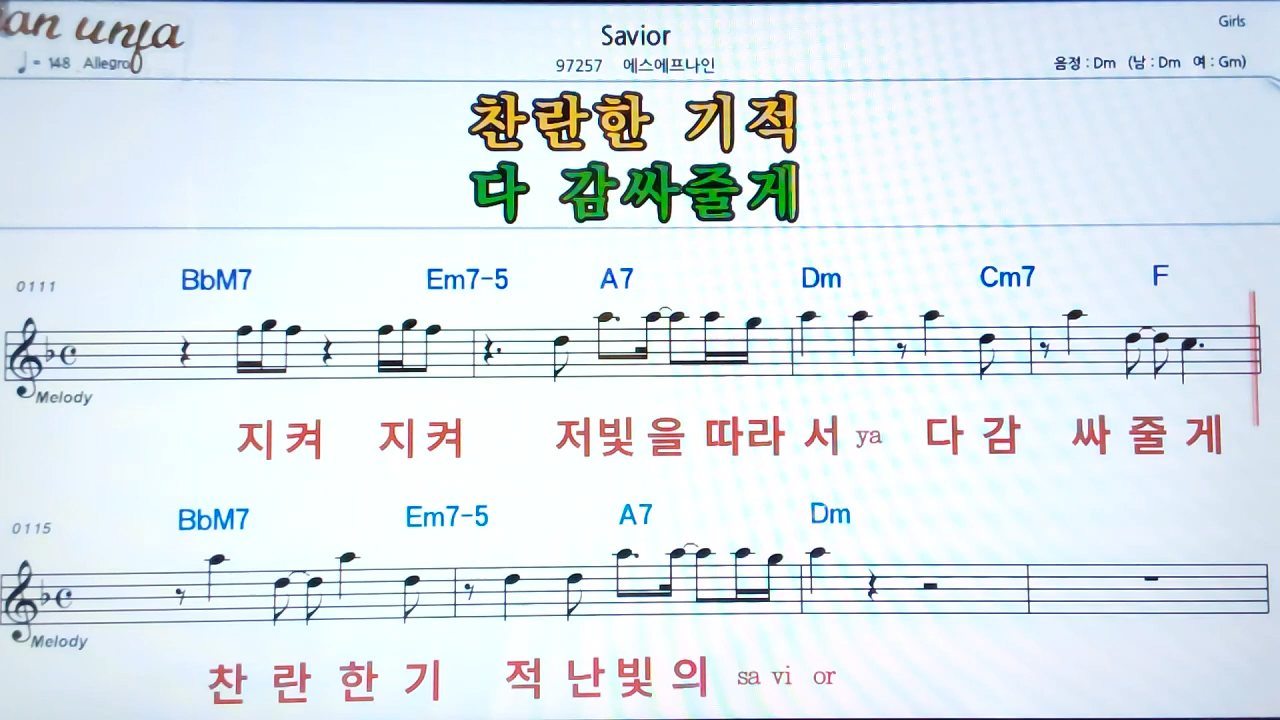 Savior
Girls
♩= 148 Allegro
97257 에스에프나인
음정 : Dm (남 : Dm 여 : Gm)
찬란한 기적
다 감싸줄게
0111 BbM7 Em7-5 A7 Dm Cm7 F
Melody
지켜 지켜 저빛을 따라 서 ya 다 감 싸 줄 게
0115 BbM7 Em7-5 A7 Dm
Melody
찬 란 한 기 적 난 빛 의 sa vi or